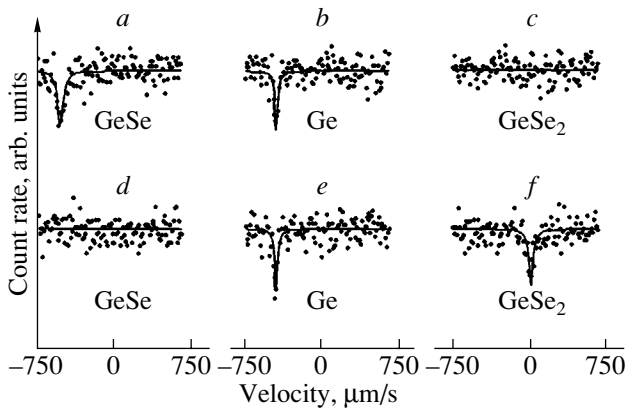 a b c
GeSe Ge GeSe₂
d e f
GeSe Ge GeSe₂
Count rate, arb. units
–750 0 750 –750 0 750 –750 0 750
Velocity, μm/s